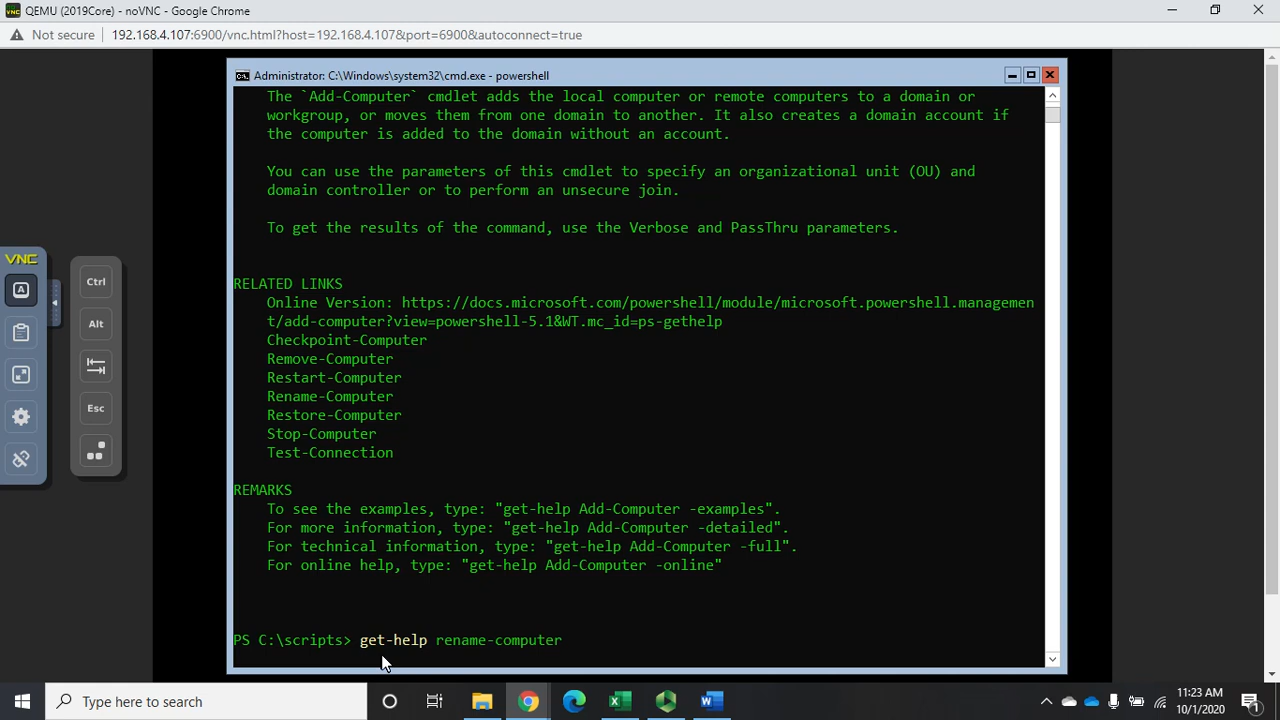 QEMU (2019Core) - noVNC - Google Chrome
Not secure 192.168.4.107:6900/vnc.html?host=192.168.4.107&port=6900&autoconnect=true
Administrator: C:\Windows\system32\cmd.exe - powershell
The `Add-Computer` cmdlet adds the local computer or remote computers to a domain or
workgroup, or moves them from one domain to another. It also creates a domain account if
the computer is added to the domain without an account.
You can use the parameters of this cmdlet to specify an organizational unit (OU) and
domain controller or to perform an unsecure join.
To get the results of the command, use the Verbose and PassThru parameters.
RELATED LINKS
Online Version: https://docs.microsoft.com/powershell/module/microsoft.powershell.managemen
t/add-computer?view=powershell-5.1&WT.mc_id=ps-gethelp
Checkpoint-Computer
Remove-Computer
Restart-Computer
Rename-Computer
Restore-Computer
Stop-Computer
Test-Connection
REMARKS
To see the examples, type: "get-help Add-Computer -examples".
For more information, type: "get-help Add-Computer -detailed".
For technical information, type: "get-help Add-Computer -full".
For online help, type: "get-help Add-Computer -online"
PS C:\scripts> get-help rename-computer
VNC
A
Ctrl
Alt
Esc
Type here to search
11:23 AM
10/1/2020
1